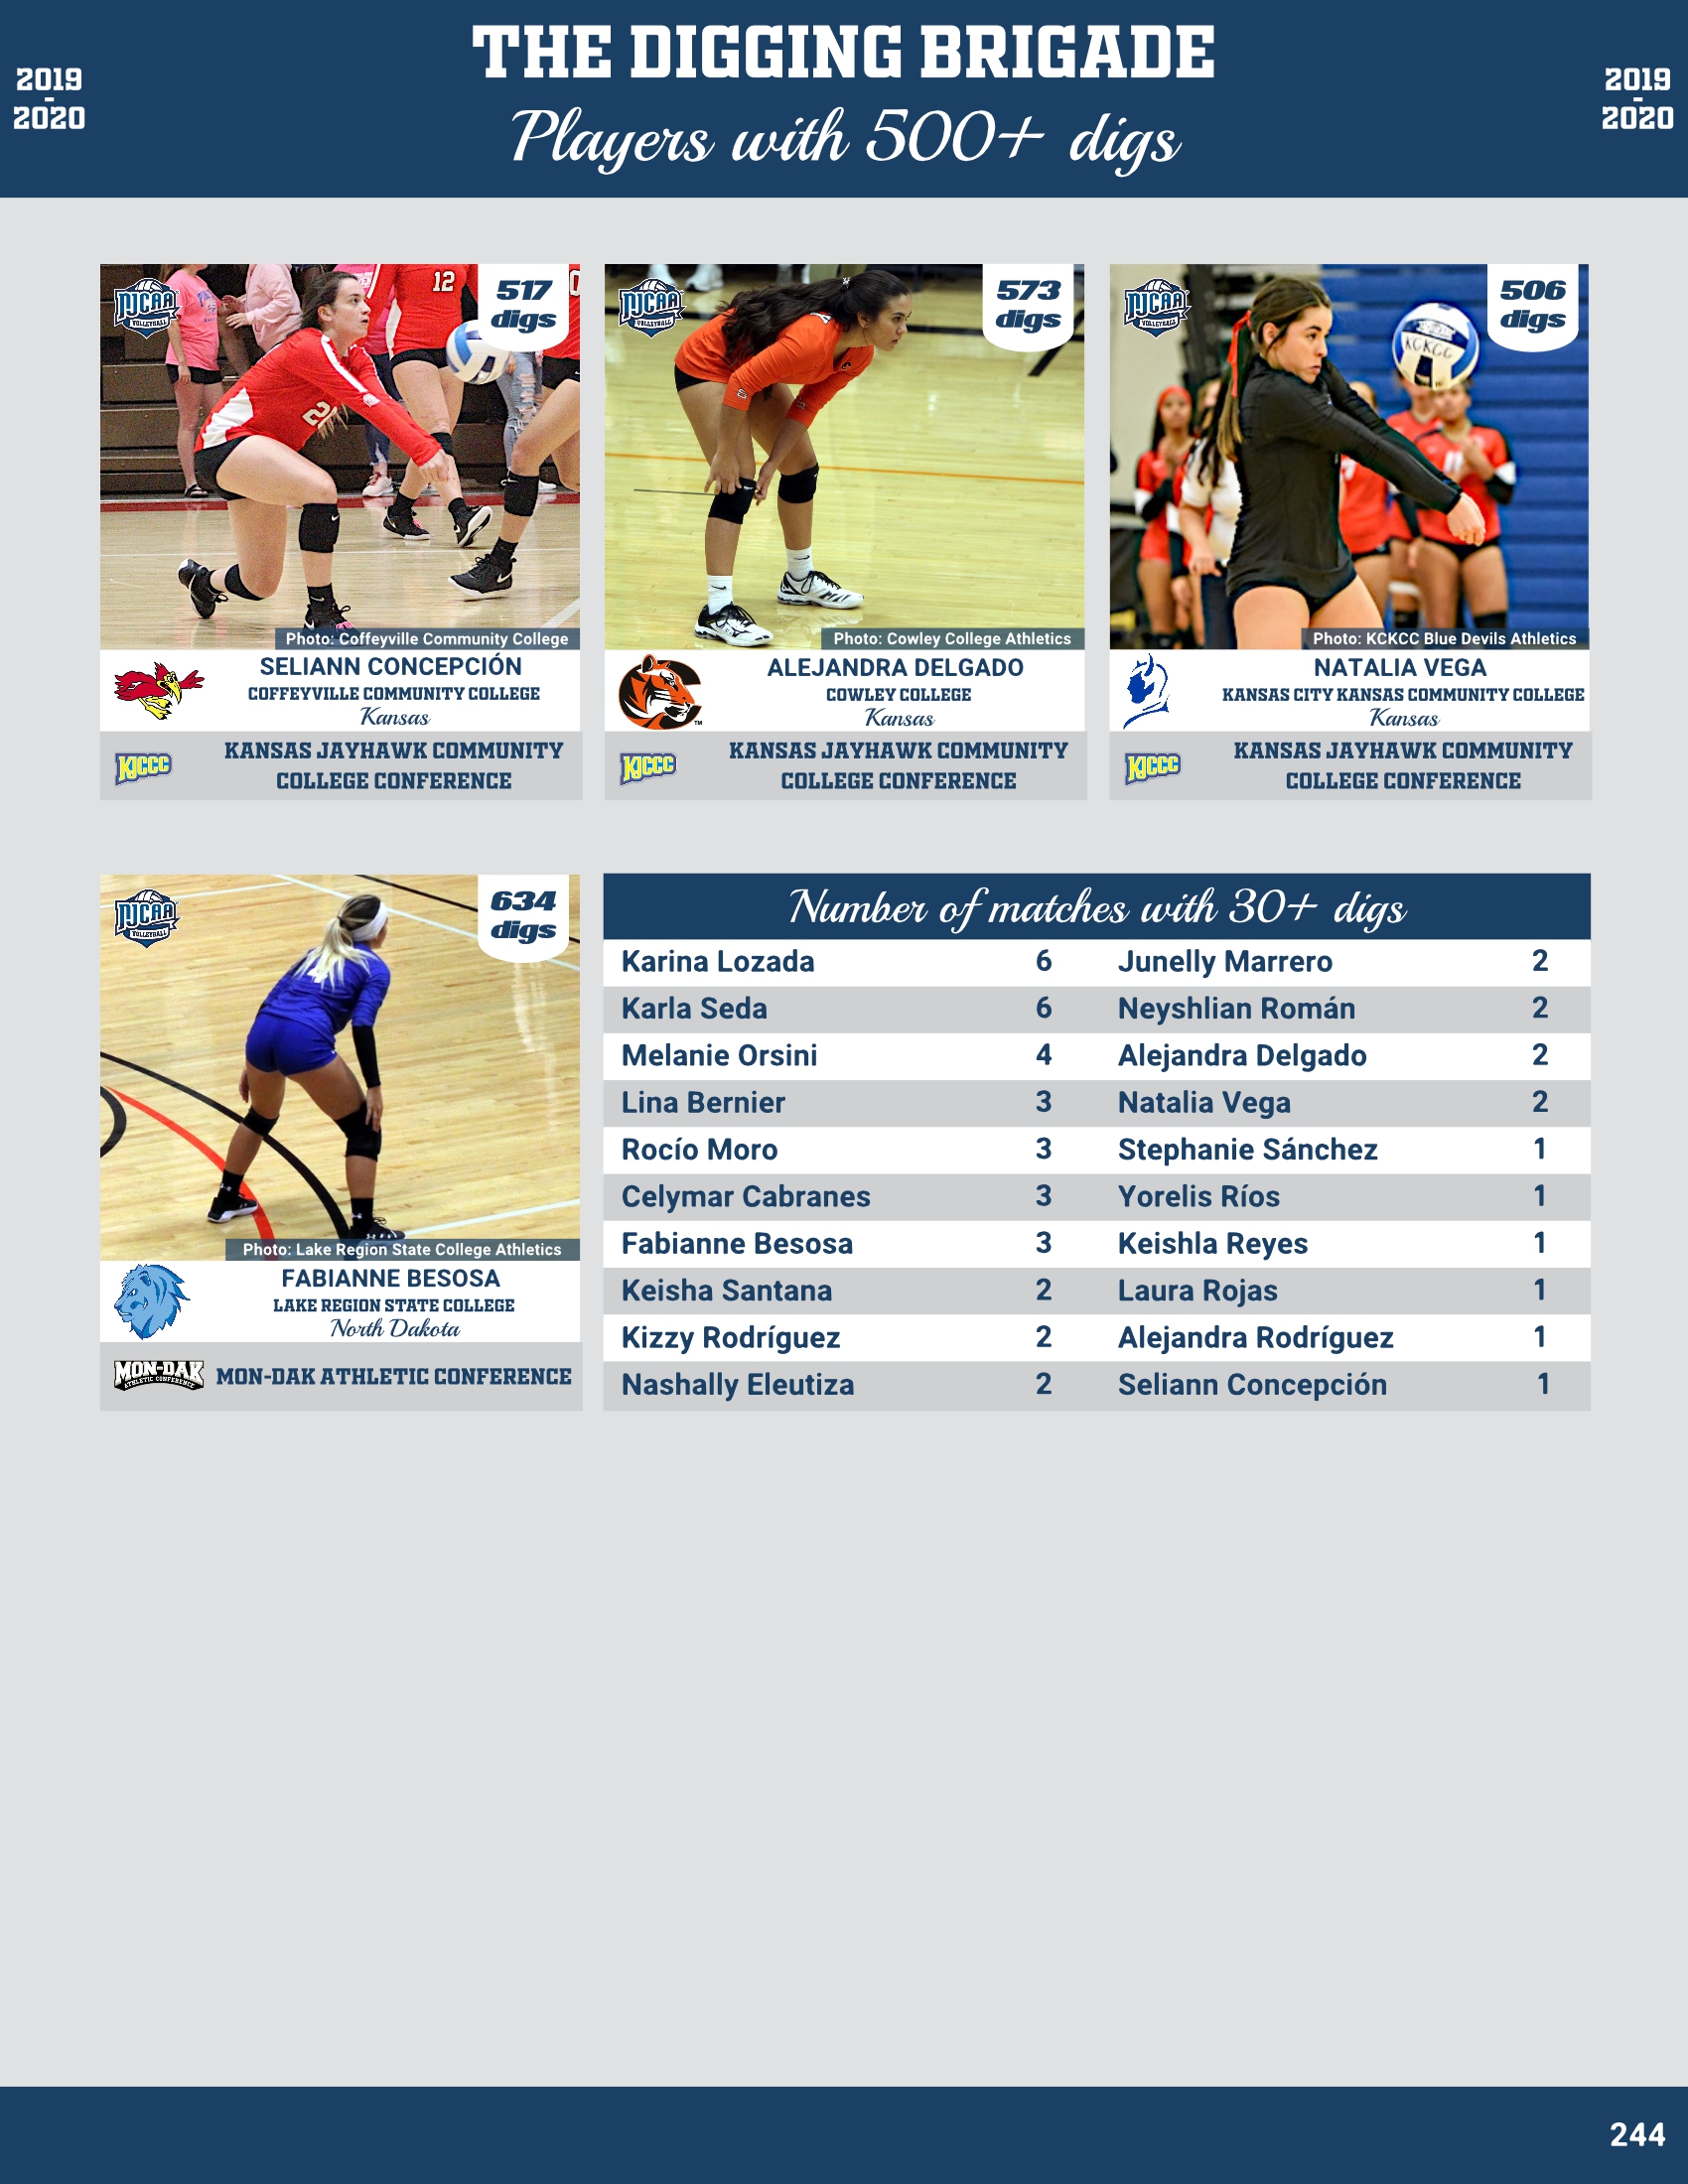 THE DIGGING BRIGADE
Players with 500+ digs
2019
-
2020
2019
-
2020
NJCAA
VOLLEYBALL
12
517
digs
Photo: Coffeyville Community College
SELIANN CONCEPCIÓN
COFFEYVILLE COMMUNITY COLLEGE
Kansas
KJCCC
KANSAS JAYHAWK COMMUNITY
COLLEGE CONFERENCE
NJCAA
VOLLEYBALL
573
digs
Photo: Cowley College Athletics
ALEJANDRA DELGADO
COWLEY COLLEGE
Kansas
KJCCC
KANSAS JAYHAWK COMMUNITY
COLLEGE CONFERENCE
NJCAA
VOLLEYBALL
KCKCC
506
digs
Photo: KCKCC Blue Devils Athletics
NATALIA VEGA
KANSAS CITY KANSAS COMMUNITY COLLEGE
Kansas
KJCCC
KANSAS JAYHAWK COMMUNITY
COLLEGE CONFERENCE
NJCAA
VOLLEYBALL
4
634
digs
Photo: Lake Region State College Athletics
FABIANNE BESOSA
LAKE REGION STATE COLLEGE
North Dakota
MON-DAK
ATHLETIC CONFERENCE
MON-DAK ATHLETIC CONFERENCE
Number of matches with 30+ digs
Karina Lozada 6 Junelly Marrero 2
Karla Seda 6 Neyshlian Román 2
Melanie Orsini 4 Alejandra Delgado 2
Lina Bernier 3 Natalia Vega 2
Rocío Moro 3 Stephanie Sánchez 1
Celymar Cabranes 3 Yorelis Ríos 1
Fabianne Besosa 3 Keishla Reyes 1
Keisha Santana 2 Laura Rojas 1
Kizzy Rodríguez 2 Alejandra Rodríguez 1
Nashally Eleutiza 2 Seliann Concepción 1
244